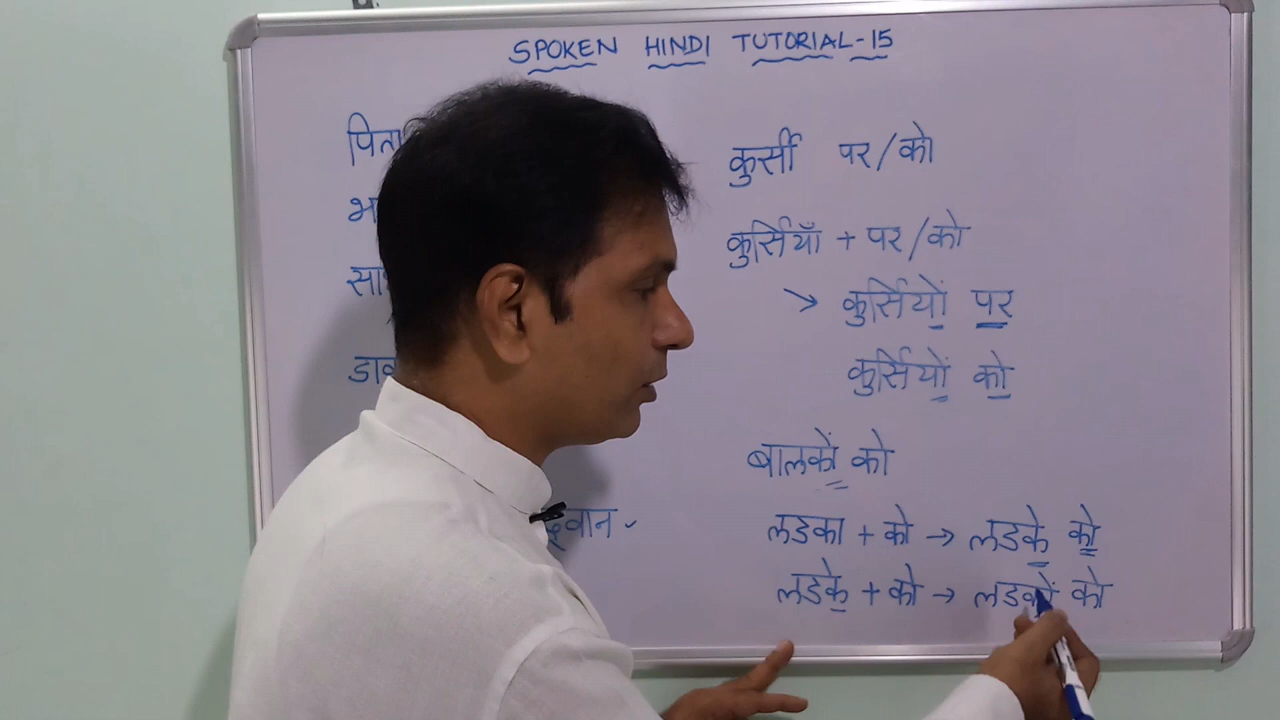 SPOKEN HINDI TUTORIAL-15
कुर्सी पर/को
कुर्सियाँ + पर/को
→ कुर्सियों पर
कुर्सियों को
बालकों को
लडका + को → लडके को
लडके + को → लडकों को